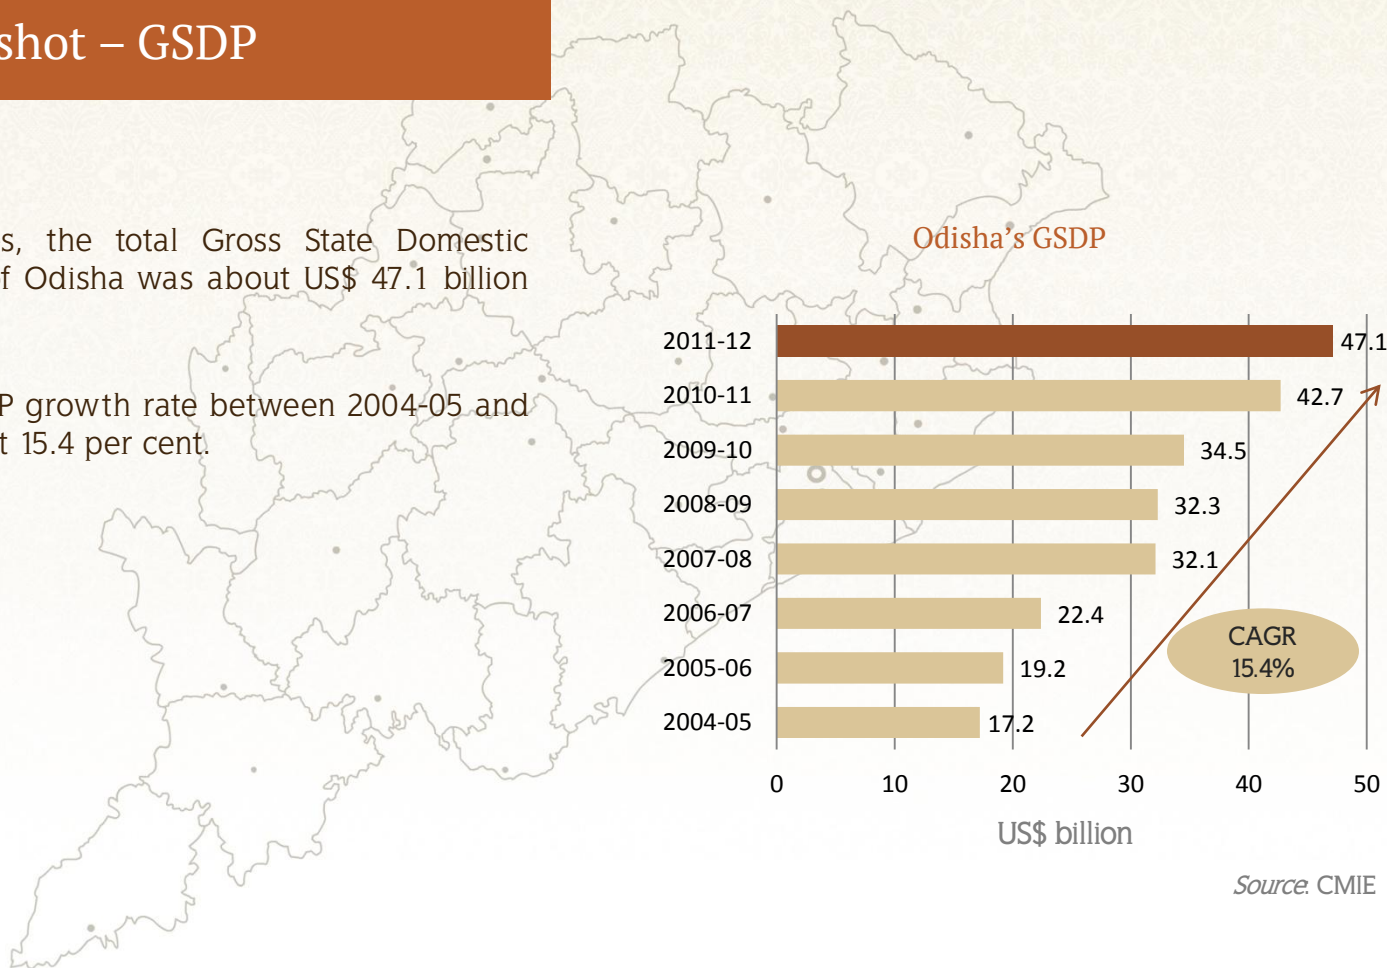 shot – GSDP
s, the total Gross State Domestic
f Odisha was about US$ 47.1 billion
P growth rate between 2004-05 and
t 15.4 per cent.
Odisha's GSDP
2011-12 47.1
2010-11 42.7
2009-10 34.5
2008-09 32.3
2007-08 32.1
2006-07 22.4
2005-06 19.2
2004-05 17.2
CAGR
15.4%
0 10 20 30 40 50
US$ billion
Source: CMIE